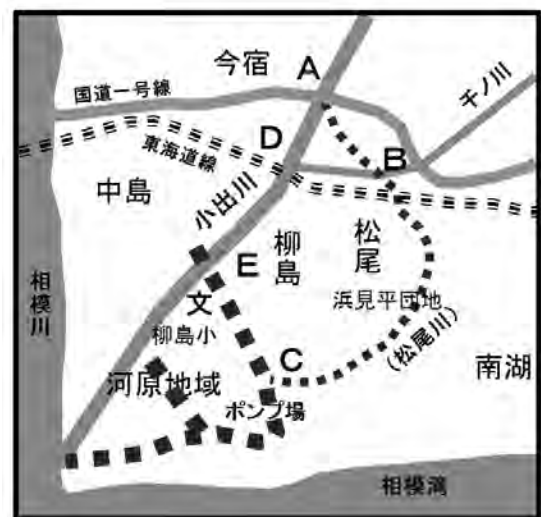 今宿
A
国道一号線
千ノ川
D
B
東海道線
中島
小出川
柳島
松尾
E
浜見平団地
相模川
文
柳島小
(松尾川)
C
南湖
河原地域
ポンプ場
相模湾